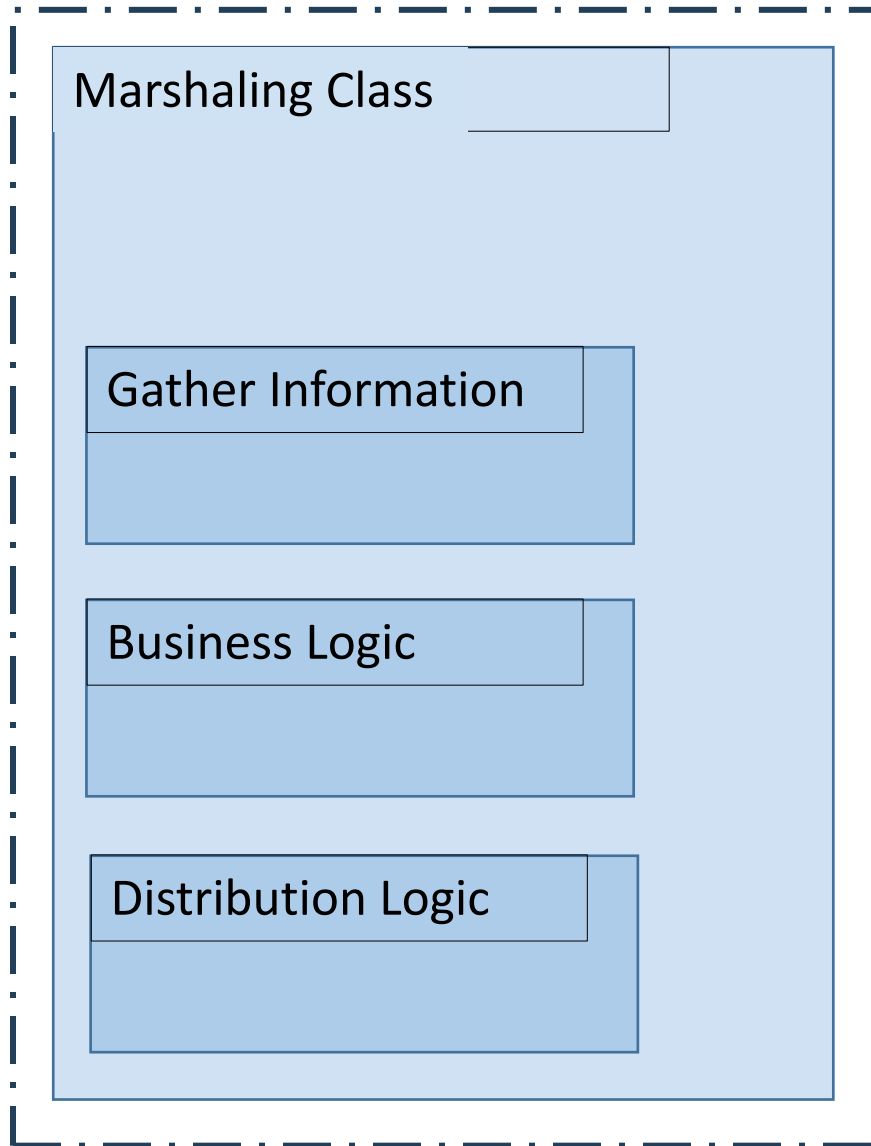 Marshaling Class
Gather Information
Business Logic
Distribution Logic